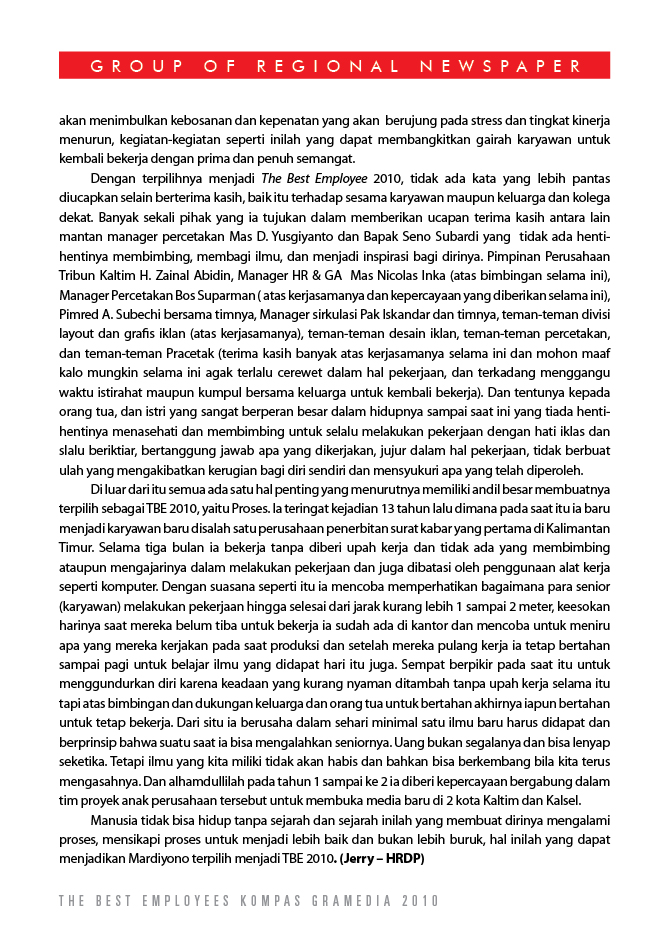 GROUP OF REGIONAL NEWSPAPER
akan menimbulkan kebosanan dan kepenatan yang akan berujung pada stress dan tingkat kinerja
menurun, kegiatan-kegiatan seperti inilah yang dapat membangkitkan gairah karyawan untuk
kembali bekerja dengan prima dan penuh semangat.
Dengan terpilihnya menjadi The Best Employee 2010, tidak ada kata yang lebih pantas
diucapkan selain berterima kasih, baik itu terhadap sesama karyawan maupun keluarga dan kolega
dekat. Banyak sekali pihak yang ia tujukan dalam memberikan ucapan terima kasih antara lain
mantan manager percetakan Mas D. Yusgiyanto dan Bapak Seno Subardi yang tidak ada henti-
hentinya membimbing, membagi ilmu, dan menjadi inspirasi bagi dirinya. Pimpinan Perusahaan
Tribun Kaltim H. Zainal Abidin, Manager HR & GA Mas Nicolas Inka (atas bimbingan selama ini),
Manager Percetakan Bos Suparman ( atas kerjasamanya dan kepercayaan yang diberikan selama ini),
Pimred A. Subechi bersama timnya, Manager sirkulasi Pak Iskandar dan timnya, teman-teman divisi
layout dan grafis iklan (atas kerjasamanya), teman-teman desain iklan, teman-teman percetakan,
dan teman-teman Pracetak (terima kasih banyak atas kerjasamanya selama ini dan mohon maaf
kalo mungkin selama ini agak terlalu cerewet dalam hal pekerjaan, dan terkadang menggangu
waktu istirahat maupun kumpul bersama keluarga untuk kembali bekerja). Dan tentunya kepada
orang tua, dan istri yang sangat berperan besar dalam hidupnya sampai saat ini yang tiada henti-
hentinya menasehati dan membimbing untuk selalu melakukan pekerjaan dengan hati iklas dan
slalu beriktiar, bertanggung jawab apa yang dikerjakan, jujur dalam hal pekerjaan, tidak berbuat
ulah yang mengakibatkan kerugian bagi diri sendiri dan mensyukuri apa yang telah diperoleh.
Di luar dari itu semua ada satu hal penting yang menurutnya memiliki andil besar membuatnya
terpilih sebagai TBE 2010, yaitu Proses. Ia teringat kejadian 13 tahun lalu dimana pada saat itu ia baru
menjadi karyawan baru disalah satu perusahaan penerbitan surat kabar yang pertama di Kalimantan
Timur. Selama tiga bulan ia bekerja tanpa diberi upah kerja dan tidak ada yang membimbing
ataupun mengajarinya dalam melakukan pekerjaan dan juga dibatasi oleh penggunaan alat kerja
seperti komputer. Dengan suasana seperti itu ia mencoba memperhatikan bagaimana para senior
(karyawan) melakukan pekerjaan hingga selesai dari jarak kurang lebih 1 sampai 2 meter, keesokan
harinya saat mereka belum tiba untuk bekerja ia sudah ada di kantor dan mencoba untuk meniru
apa yang mereka kerjakan pada saat produksi dan setelah mereka pulang kerja ia tetap bertahan
sampai pagi untuk belajar ilmu yang didapat hari itu juga. Sempat berpikir pada saat itu untuk
menggundurkan diri karena keadaan yang kurang nyaman ditambah tanpa upah kerja selama itu
tapi atas bimbingan dan dukungan keluarga dan orang tua untuk bertahan akhirnya iapun bertahan
untuk tetap bekerja. Dari situ ia berusaha dalam sehari minimal satu ilmu baru harus didapat dan
berprinsip bahwa suatu saat ia bisa mengalahkan seniornya. Uang bukan segalanya dan bisa lenyap
seketika. Tetapi ilmu yang kita miliki tidak akan habis dan bahkan bisa berkembang bila kita terus
mengasahnya. Dan alhamdullilah pada tahun 1 sampai ke 2 ia diberi kepercayaan bergabung dalam
tim proyek anak perusahaan tersebut untuk membuka media baru di 2 kota Kaltim dan Kalsel.
Manusia tidak bisa hidup tanpa sejarah dan sejarah inilah yang membuat dirinya mengalami
proses, mensikapi proses untuk menjadi lebih baik dan bukan lebih buruk, hal inilah yang dapat
menjadikan Mardiyono terpilih menjadi TBE 2010. (Jerry – HRDP)
THE BEST EMPLOYEES KOMPAS GRAMEDIA 2010